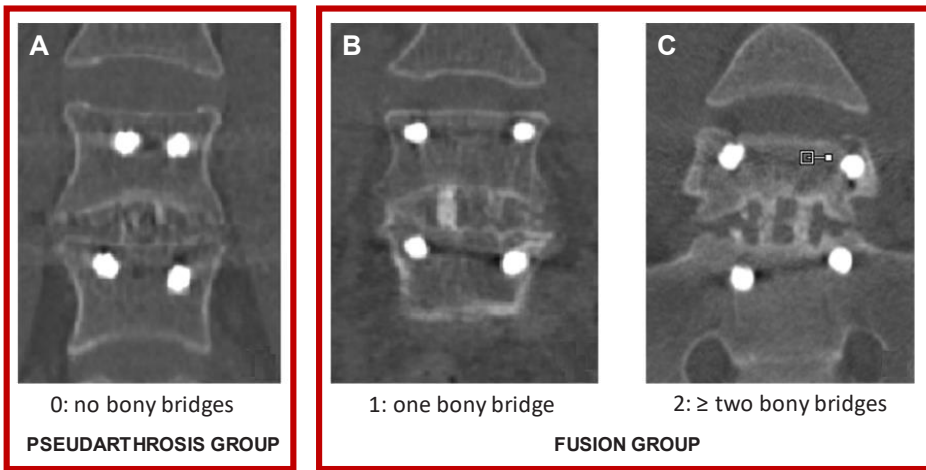 A
B
C
0: no bony bridges
1: one bony bridge
2: ≥ two bony bridges
PSEUDARTHROSIS GROUP
FUSION GROUP